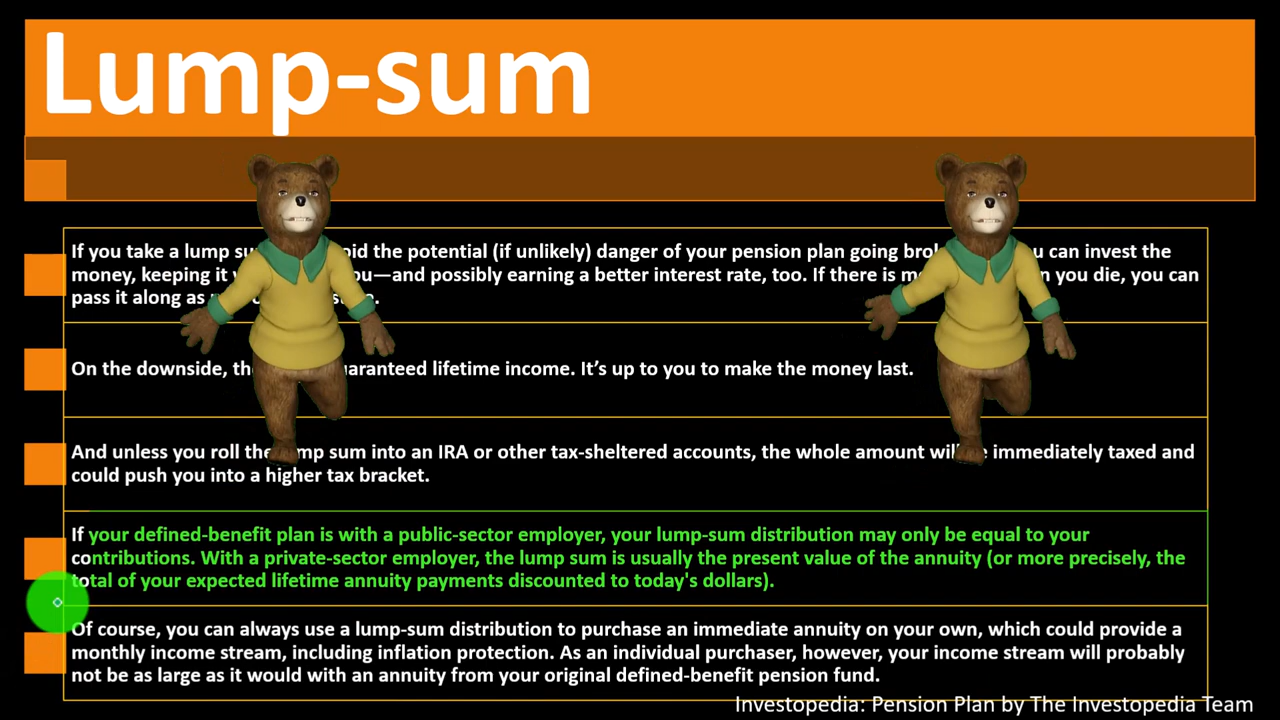 Lump-sum
If you take a lump the potential (if unlikely) danger of your pension plan going can invest the
money, keeping it and possibly earning a better interest rate, too. If there is you die, you can
pass it along as
On the downside, lifetime income. It’s up to you to make the money last.
And unless you roll the sum into an IRA or other tax-sheltered accounts, the whole amount immediately taxed and
could push you into a higher tax bracket.
If your defined-benefit plan is with a public-sector employer, your lump-sum distribution may only be equal to your
contributions. With a private-sector employer, the lump sum is usually the present value of the annuity (or more precisely, the
total of your expected lifetime annuity payments discounted to today's dollars).
Of course, you can always use a lump-sum distribution to purchase an immediate annuity on your own, which could provide a
monthly income stream, including inflation protection. As an individual purchaser, however, your income stream will probably
not be as large as it would with an annuity from your original defined-benefit pension fund.
Investopedia: Pension Plan by The Investopedia Team